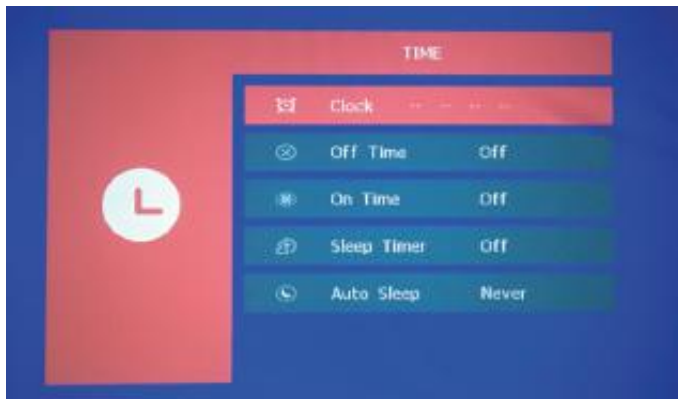 TIME
Clock -- -- -- --
Off Time Off
On Time Off
Sleep Timer Off
Auto Sleep Never